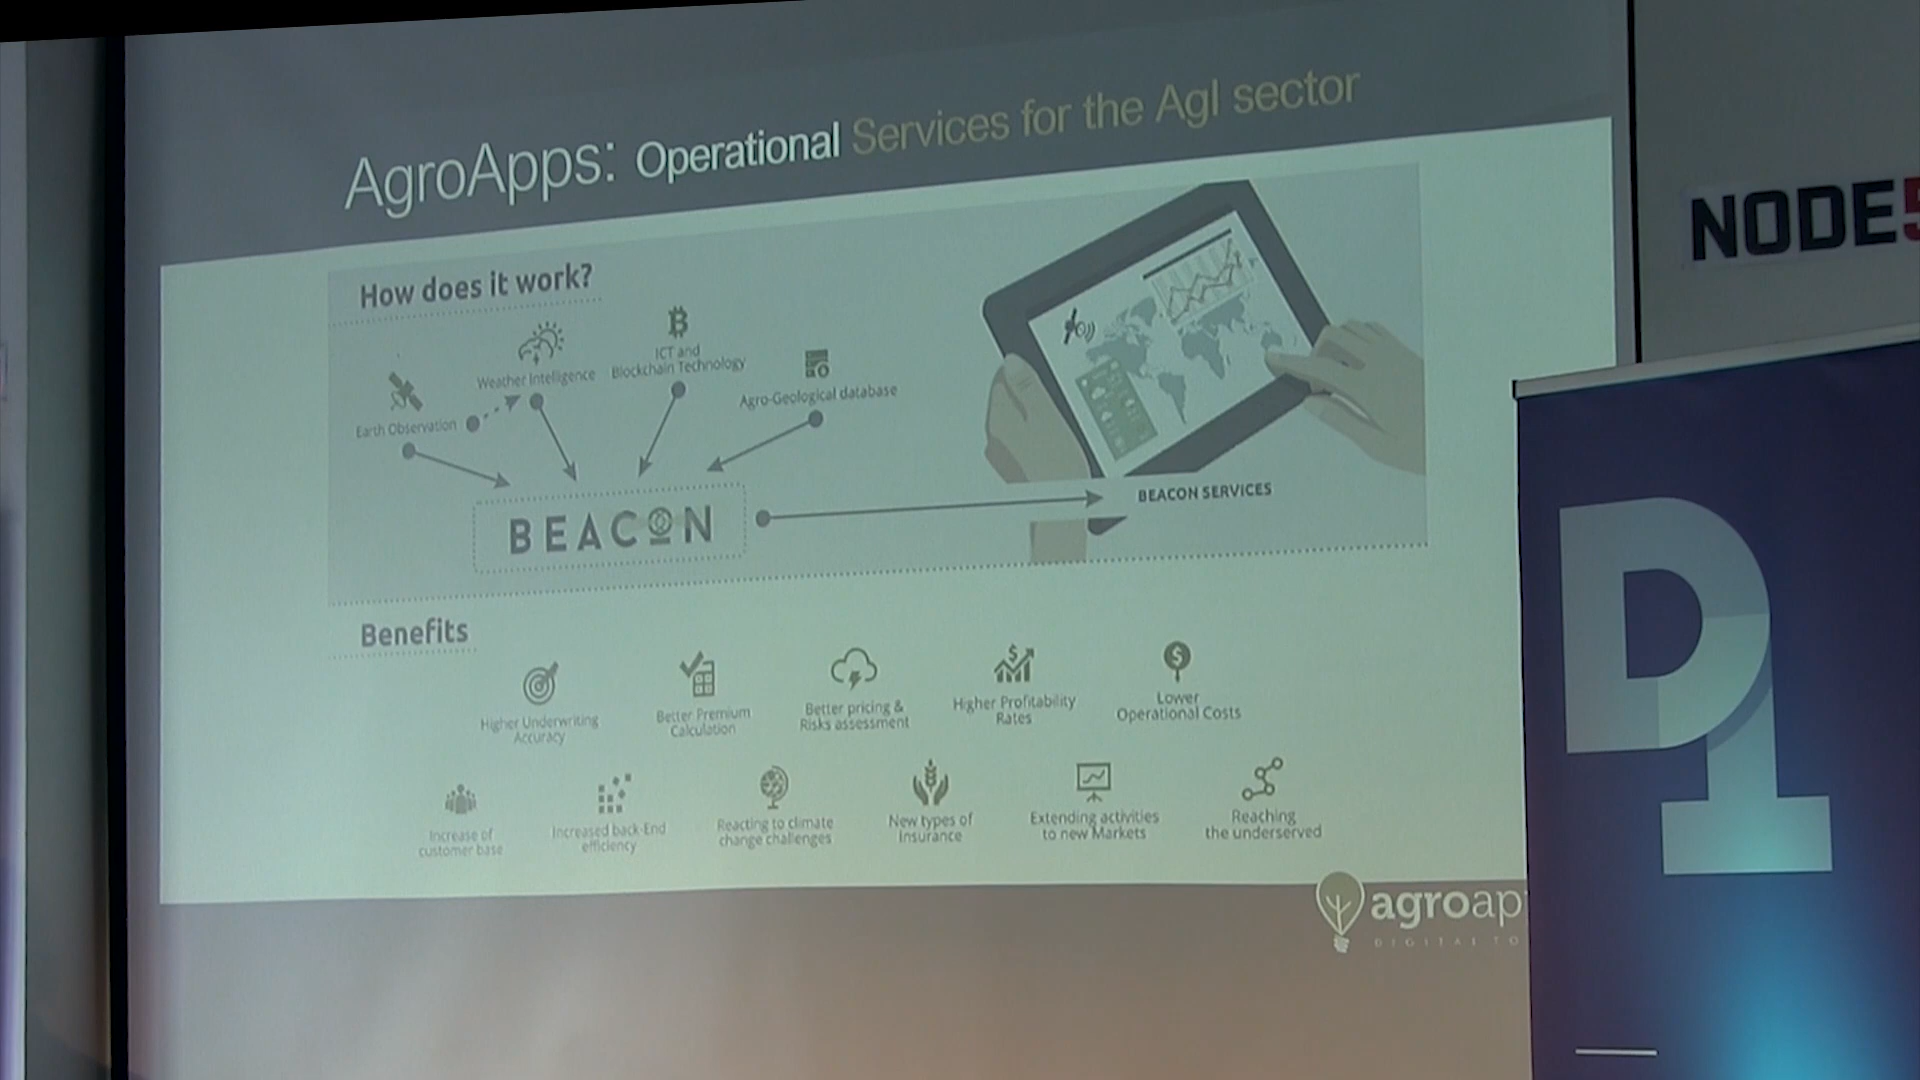 AgroApps: Operational Services for the AgI sector
NODE5
How does it work?
Weather Intelligence
ICT and
Blockchain Technology
Agro-Geological database
Earth Observation
BEACON
BEACON SERVICES
Benefits
Higher Underwriting
Accuracy
Better Premium
Calculation
Better pricing &
Risks assessment
Higher Profitability
Rates
Lower
Operational Costs
Increase of
customer base
Increased back-End
efficiency
Reacting to climate
change challenges
New types of
Insurance
Extending activities
to new Markets
Reaching
the underserved
agroap
DIGITAL TO